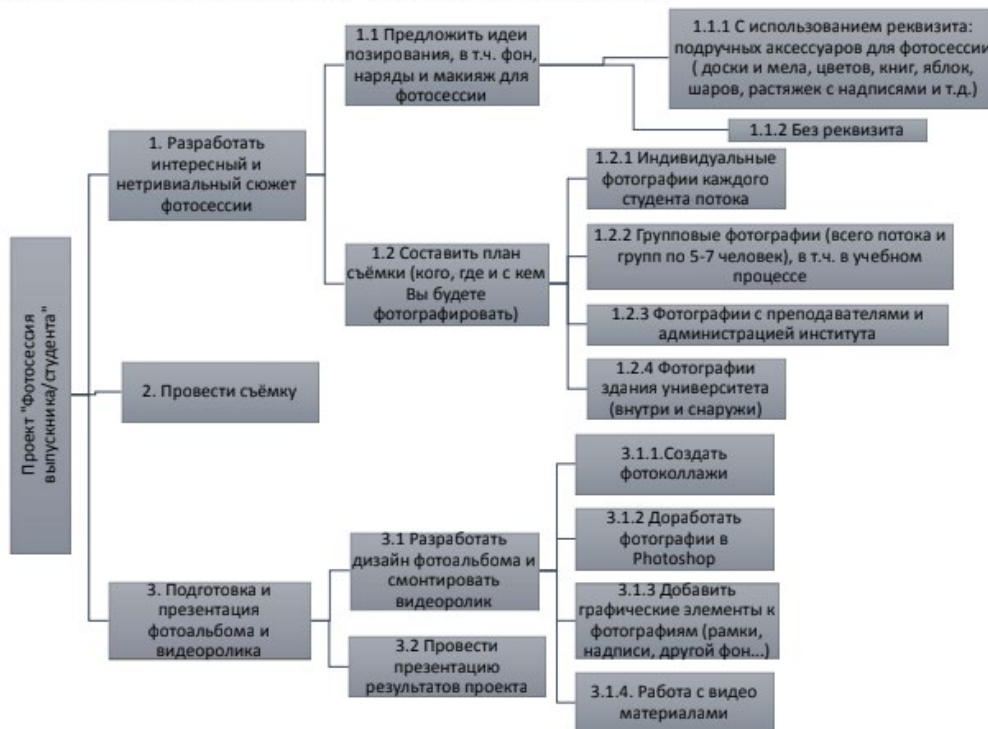 Проект "Фотосессия
выпускника/студента"
1. Разработать
интересный и
нетривиальный сюжет
фотосессии
1.1 Предложить идеи
позирования, в т.ч. фон,
наряды и макияж для
фотосессии
1.1.1 С использованием реквизита:
подручных аксессуаров для фотосессии
( доски и мела, цветов, книг, яблок,
шаров, растяжек с надписями и т.д.)
1.1.2 Без реквизита
1.2 Составить план
съёмки (кого, где и с кем
Вы будете
фотографировать)
1.2.1 Индивидуальные
фотографии каждого
студента потока
1.2.2 Групповые фотографии (всего потока и
групп по 5-7 человек), в т.ч. в учебном
процессе
1.2.3 Фотографии с преподавателями и
администрацией института
1.2.4 Фотографии
здания университета
(внутри и снаружи)
2. Провести съёмку
3. Подготовка и
презентация
фотоальбома и
видеоролика
3.1 Разработать
дизайн фотоальбома и
смонтировать
видеоролик
3.1.1.Создать
фотоколлажи
3.1.2 Доработать
фотографии в
Photoshop
3.1.3 Добавить
графические элементы к
фотографиям (рамки,
надписи, другой фон...)
3.1.4. Работа с видео
материалами
3.2 Провести
презентацию
результатов проекта